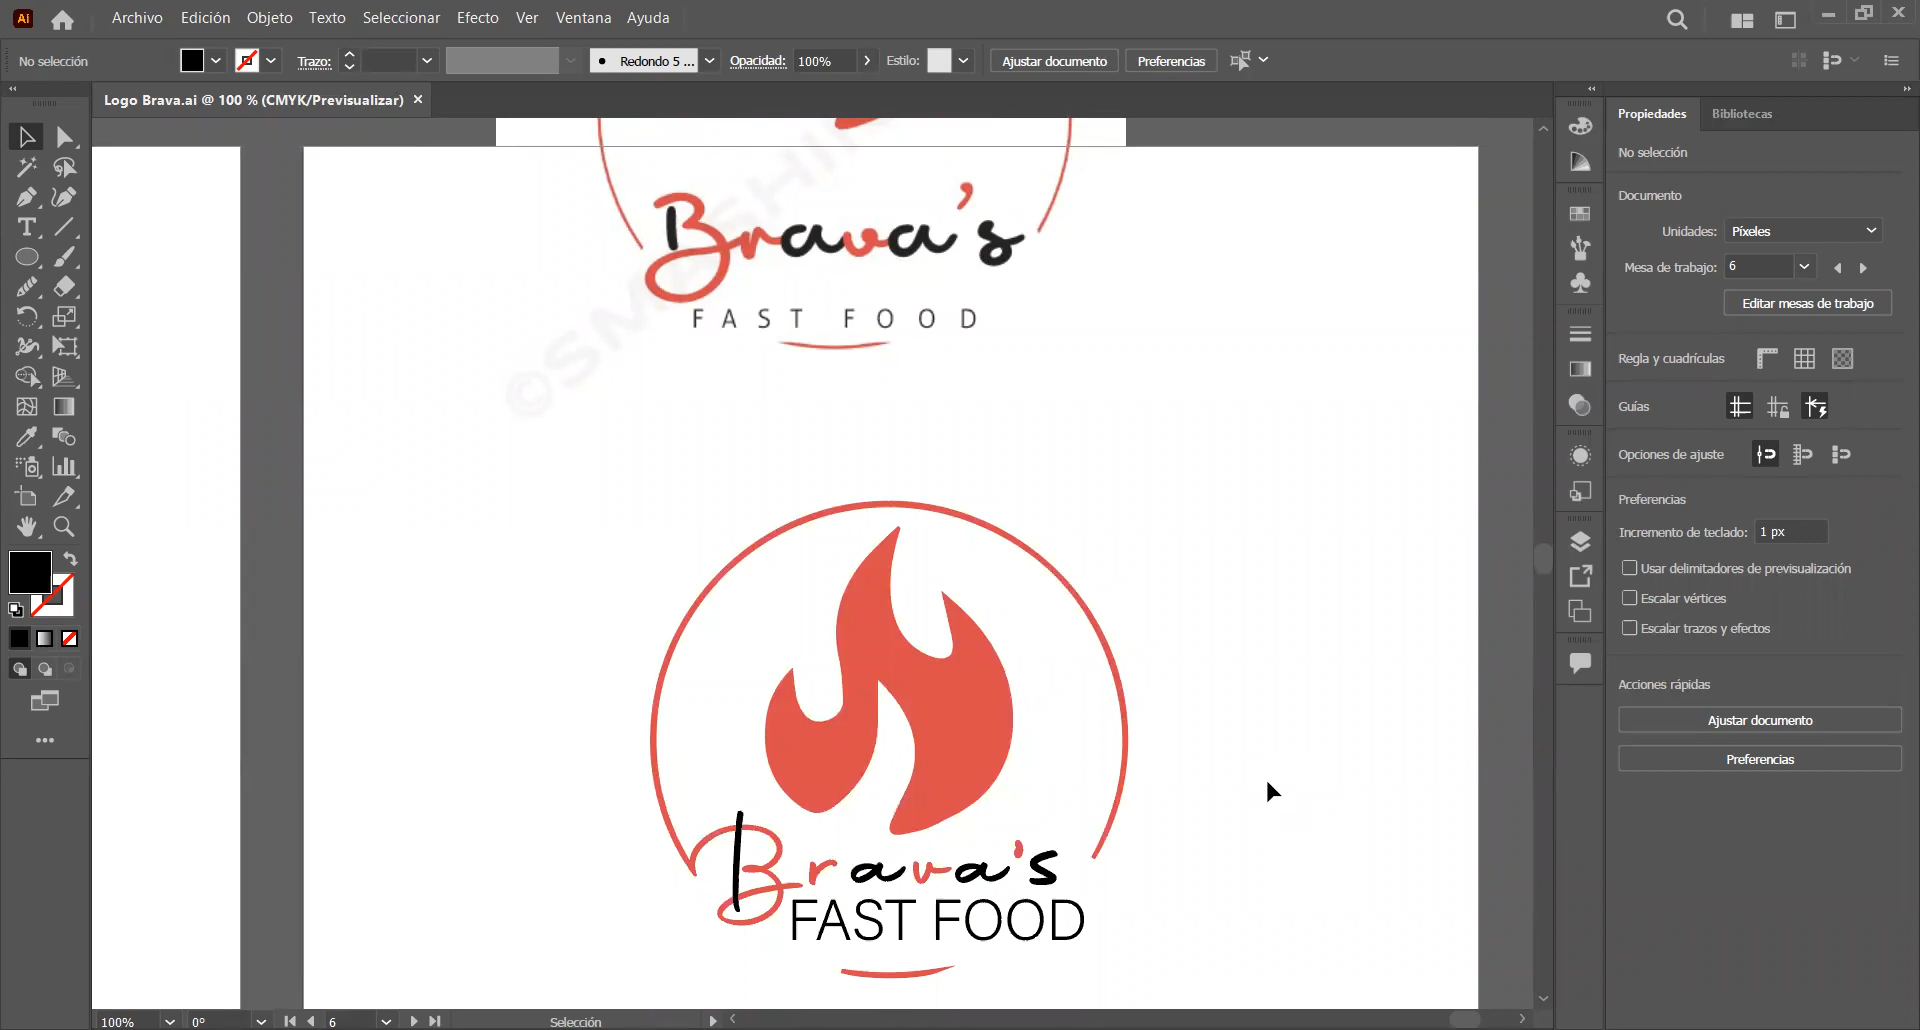 Ai Archivo Edición Objeto Texto Seleccionar Efecto Ver Ventana Ayuda
No selección Trazo: Redondo 5 ... Opacidad: 100% Estilo: Ajustar documento Preferencias
Logo Brava.ai @ 100 % (CMYK/Previsualizar) ×
Propiedades Bibliotecas
No selección
Documento
Unidades: Píxeles
Mesa de trabajo: 6
Editar mesas de trabajo
Regla y cuadrículas
Guías
Opciones de ajuste
Preferencias
Incremento de teclado: 1 px
Usar delimitadores de previsualización
Escalar vértices
Escalar trazos y efectos
Acciones rápidas
Ajustar documento
Preferencias
Brava's
FAST FOOD
Brava's
FAST FOOD
100% 0° 6 Selección